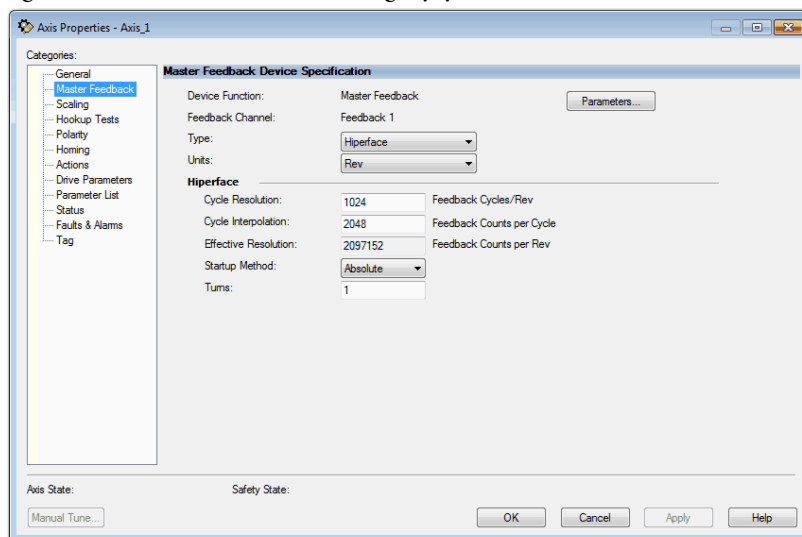 Axis Properties - Axis_1
Categories:
General
Master Feedback
Scaling
Hookup Tests
Polarity
Homing
Actions
Drive Parameters
Parameter List
Status
Faults & Alarms
Tag
Master Feedback Device Specification
Device Function: Master Feedback Parameters...
Feedback Channel: Feedback 1
Type: Hiperface
Units: Rev
Hiperface
Cycle Resolution: 1024 Feedback Cycles/Rev
Cycle Interpolation: 2048 Feedback Counts per Cycle
Effective Resolution: 2097152 Feedback Counts per Rev
Startup Method: Absolute
Turns: 1
Axis State: Safety State:
Manual Tune... OK Cancel Apply Help